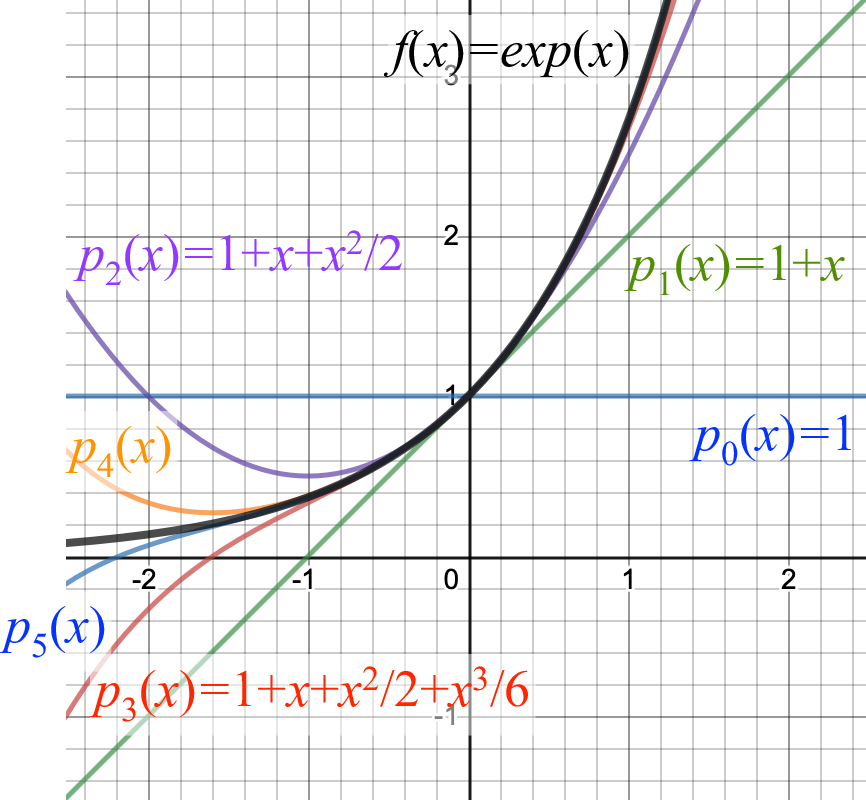 f(x)=exp(x)
3
p₂(x)=1+x+x²/2
2
p₁(x)=1+x
1
p₀(x)=1
p₄(x)
-2 -1 0 1 2
p₅(x)
p₃(x)=1+x+x²/2+x³/6
-1